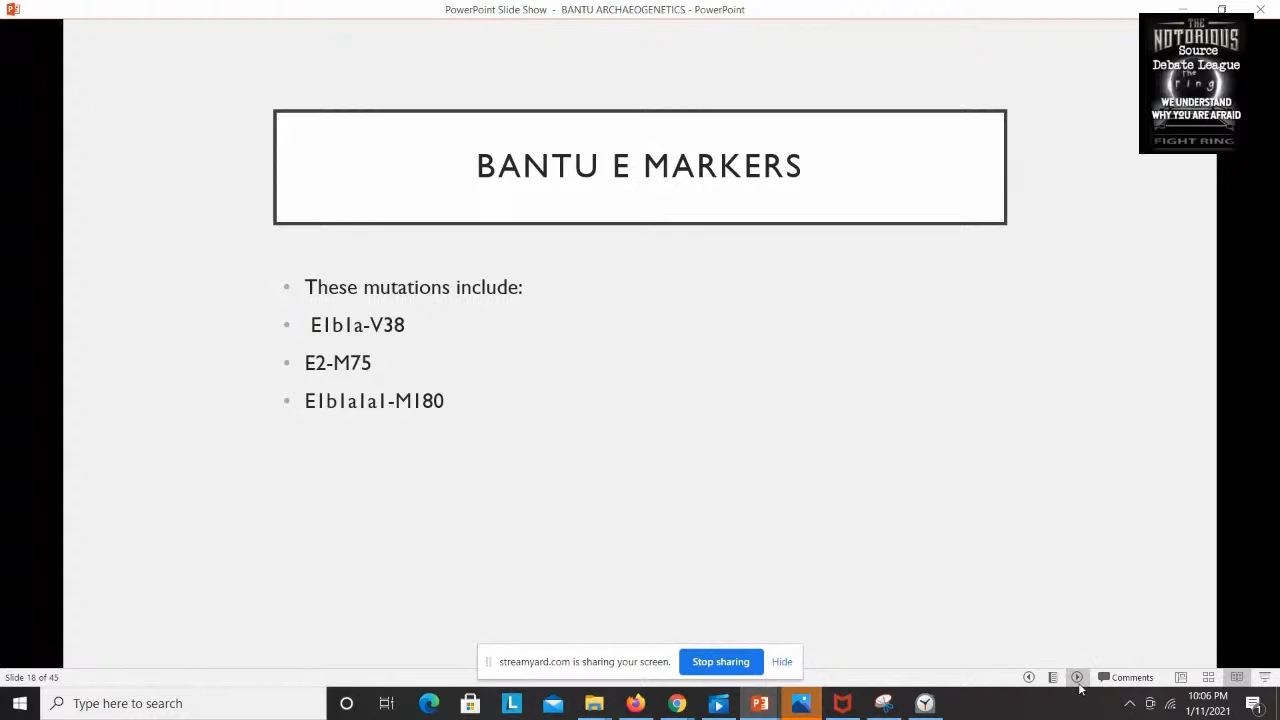 PowerPoint Slide Show - BANTU ARCHAEOGENETICS - PowerPoint
THE
NOTORIOUS
Source
Debate League
the
ring
WE UNDERSTAND
WHY YOU ARE AFRAID
FIGHT RING
BANTU E MARKERS
• These mutations include:
• E1b1a-V38
• E2-M75
• E1b1a1a1-M180
streamyard.com is sharing your screen. Stop sharing Hide
Slide 18 of 45 Comments
Type here to search
10:06 PM
1/11/2021